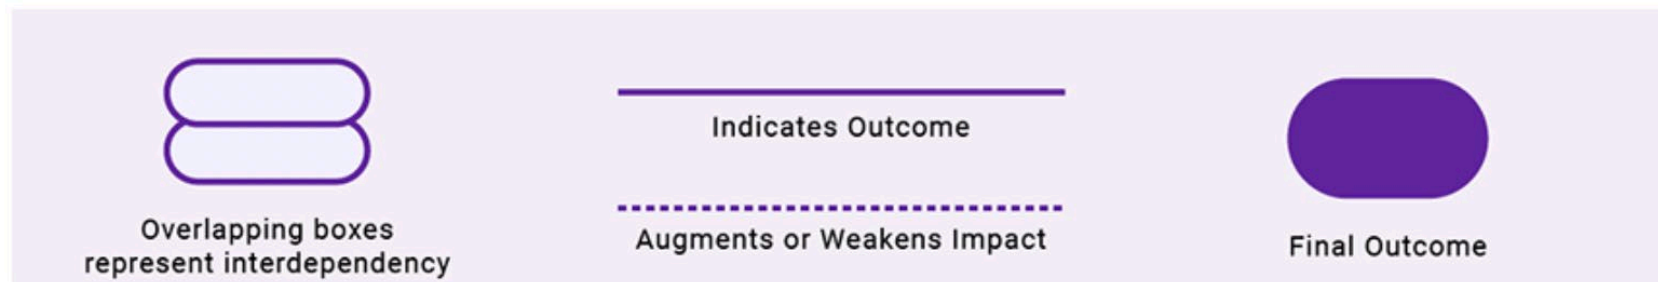 Overlapping boxes
represent interdependency
Indicates Outcome
Augments or Weakens Impact
Final Outcome